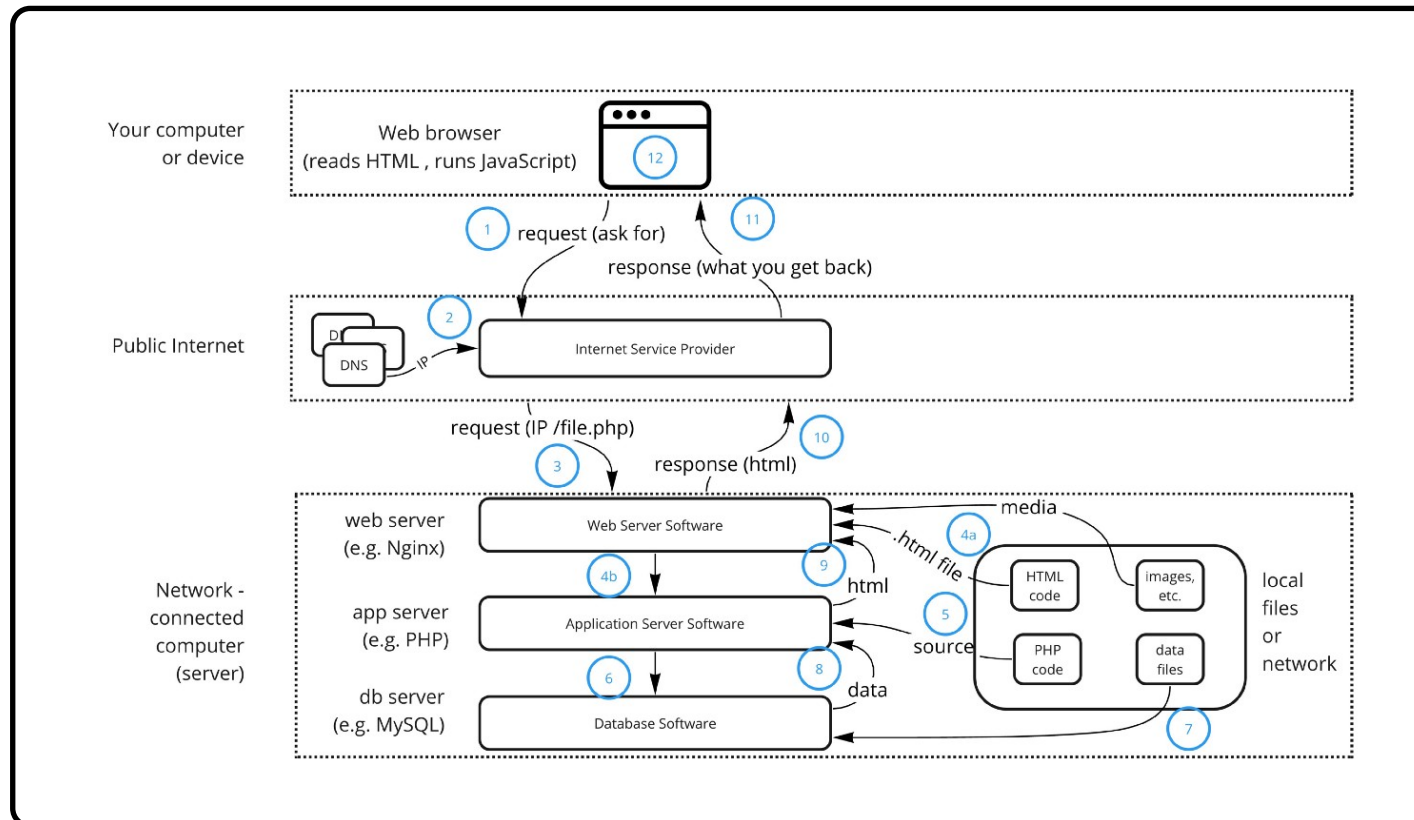 Your computer
or device
Web browser
(reads HTML , runs JavaScript)
12
1
request (ask for)
11
response (what you get back)
Public Internet
DNS
IP
2
Internet Service Provider
request (IP /file.php)
3
response (html)
10
Network -
connected
computer
(server)
web server
(e.g. Nginx)
Web Server Software
media
4a
.html file
4b
9
html
app server
(e.g. PHP)
Application Server Software
5
source
HTML
code
images,
etc.
PHP
code
data
files
local
files
or
network
6
8
data
db server
(e.g. MySQL)
Database Software
7